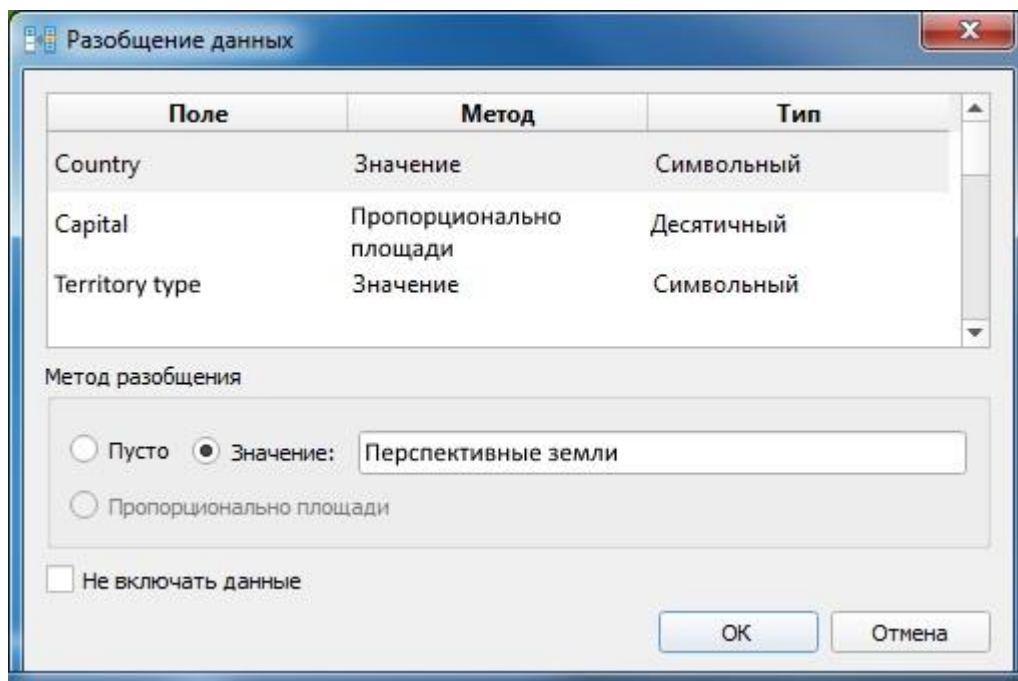 Разобщение данных
Поле Метод Тип
Country Значение Символьный
Capital Пропорционально площади Десятичный
Territory type Значение Символьный
Метод разобщения
Пусто Значение: Перспективные земли
Пропорционально площади
Не включать данные
ОК Отмена